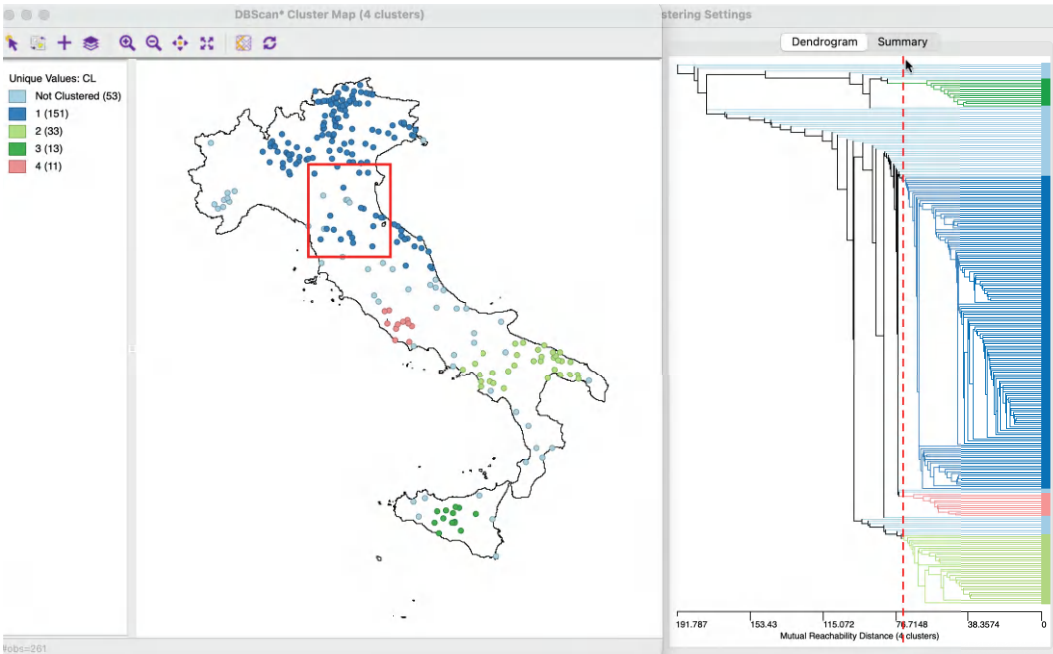 DBScan* Cluster Map (4 clusters)
stering Settings
Dendrogram
Summary
Unique Values: CL
Not Clustered (53)
1 (151)
2 (33)
3 (13)
4 (11)
191.787
153.43
115.072
76.7148
38.3574
0
Mutual Reachability Distance (4 clusters)
#obs=261